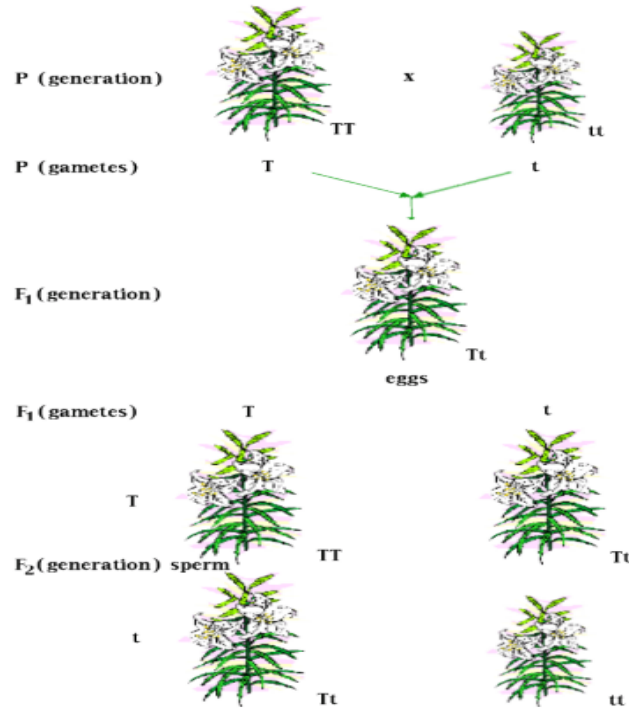 P (generation) x
TT tt
P (gametes) T t
F₁(generation)
Tt
eggs
F₁(gametes) T t
T
TT Tt
F₂(generation) sperm
t
Tt tt